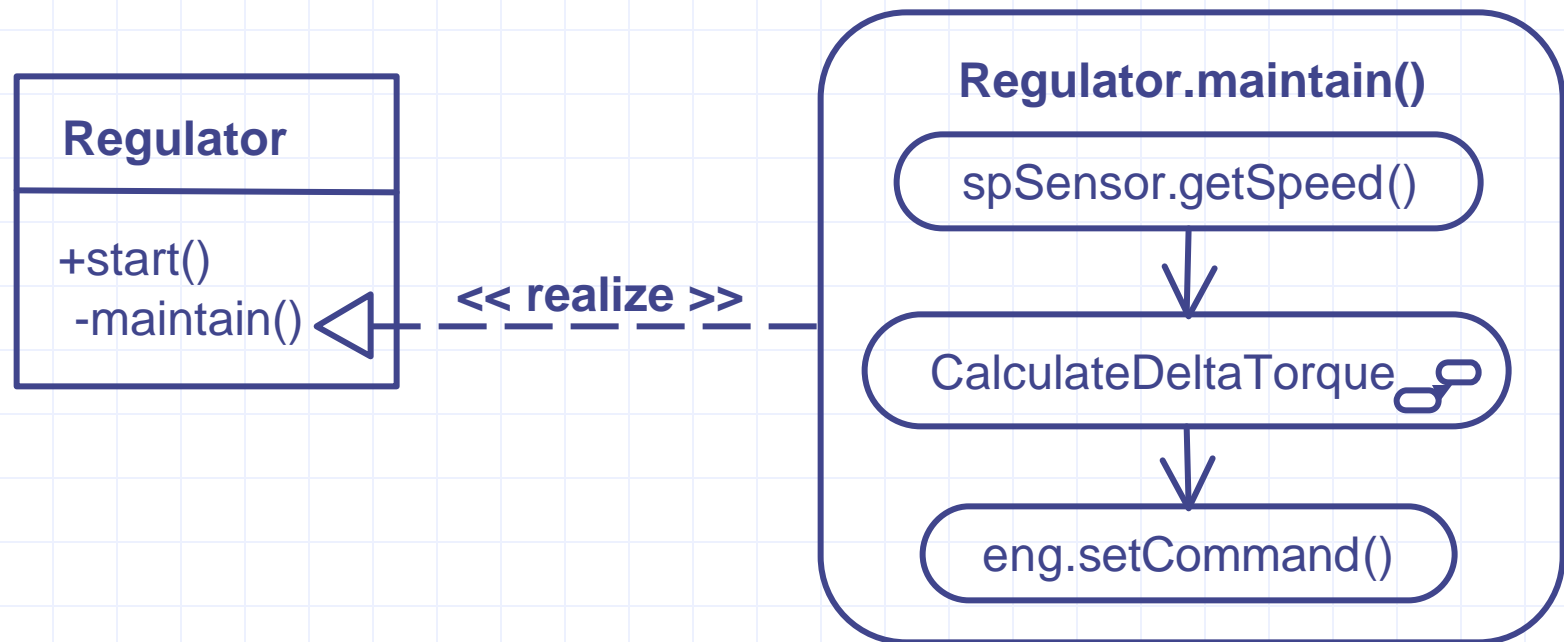 Regulator
+start()
-maintain()
<< realize >>
Regulator.maintain()
spSensor.getSpeed()
CalculateDeltaTorque
eng.setCommand()